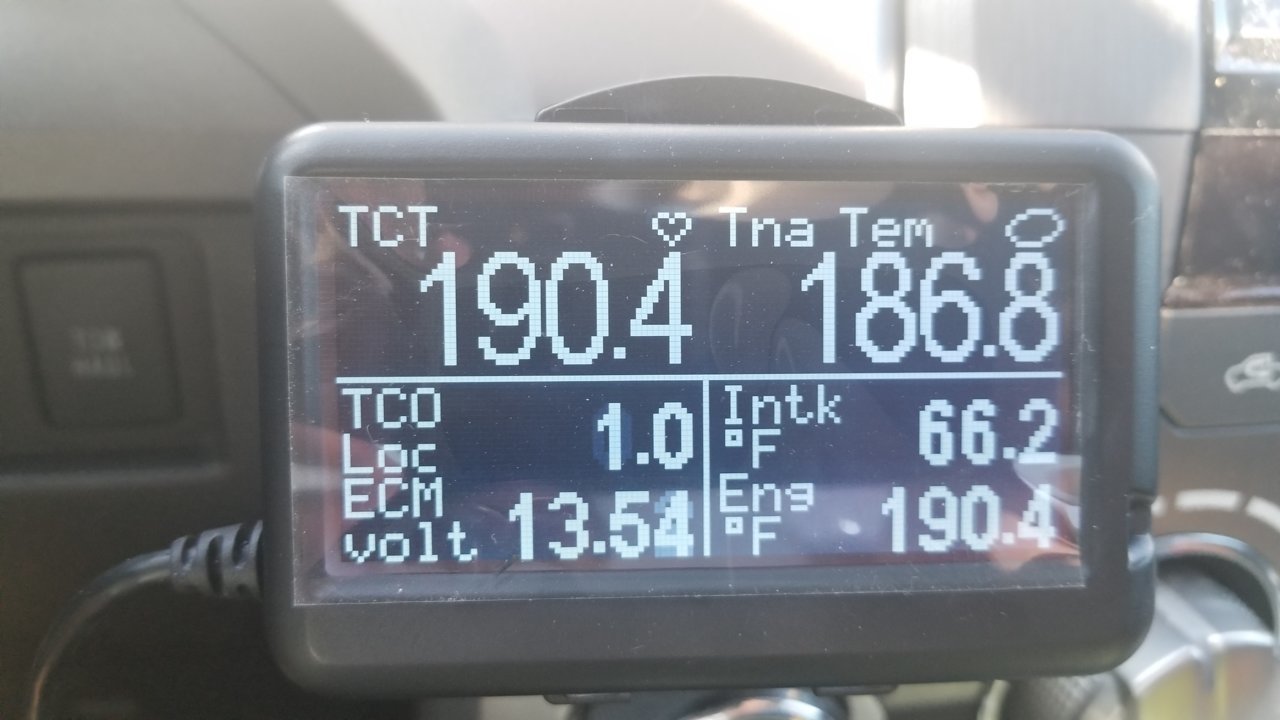 TCT Tna Tem
190.4 186.8
TCO
Loc 1.0
Intk
°F 66.2
ECM
volt 13.54
Eng
°F 190.4